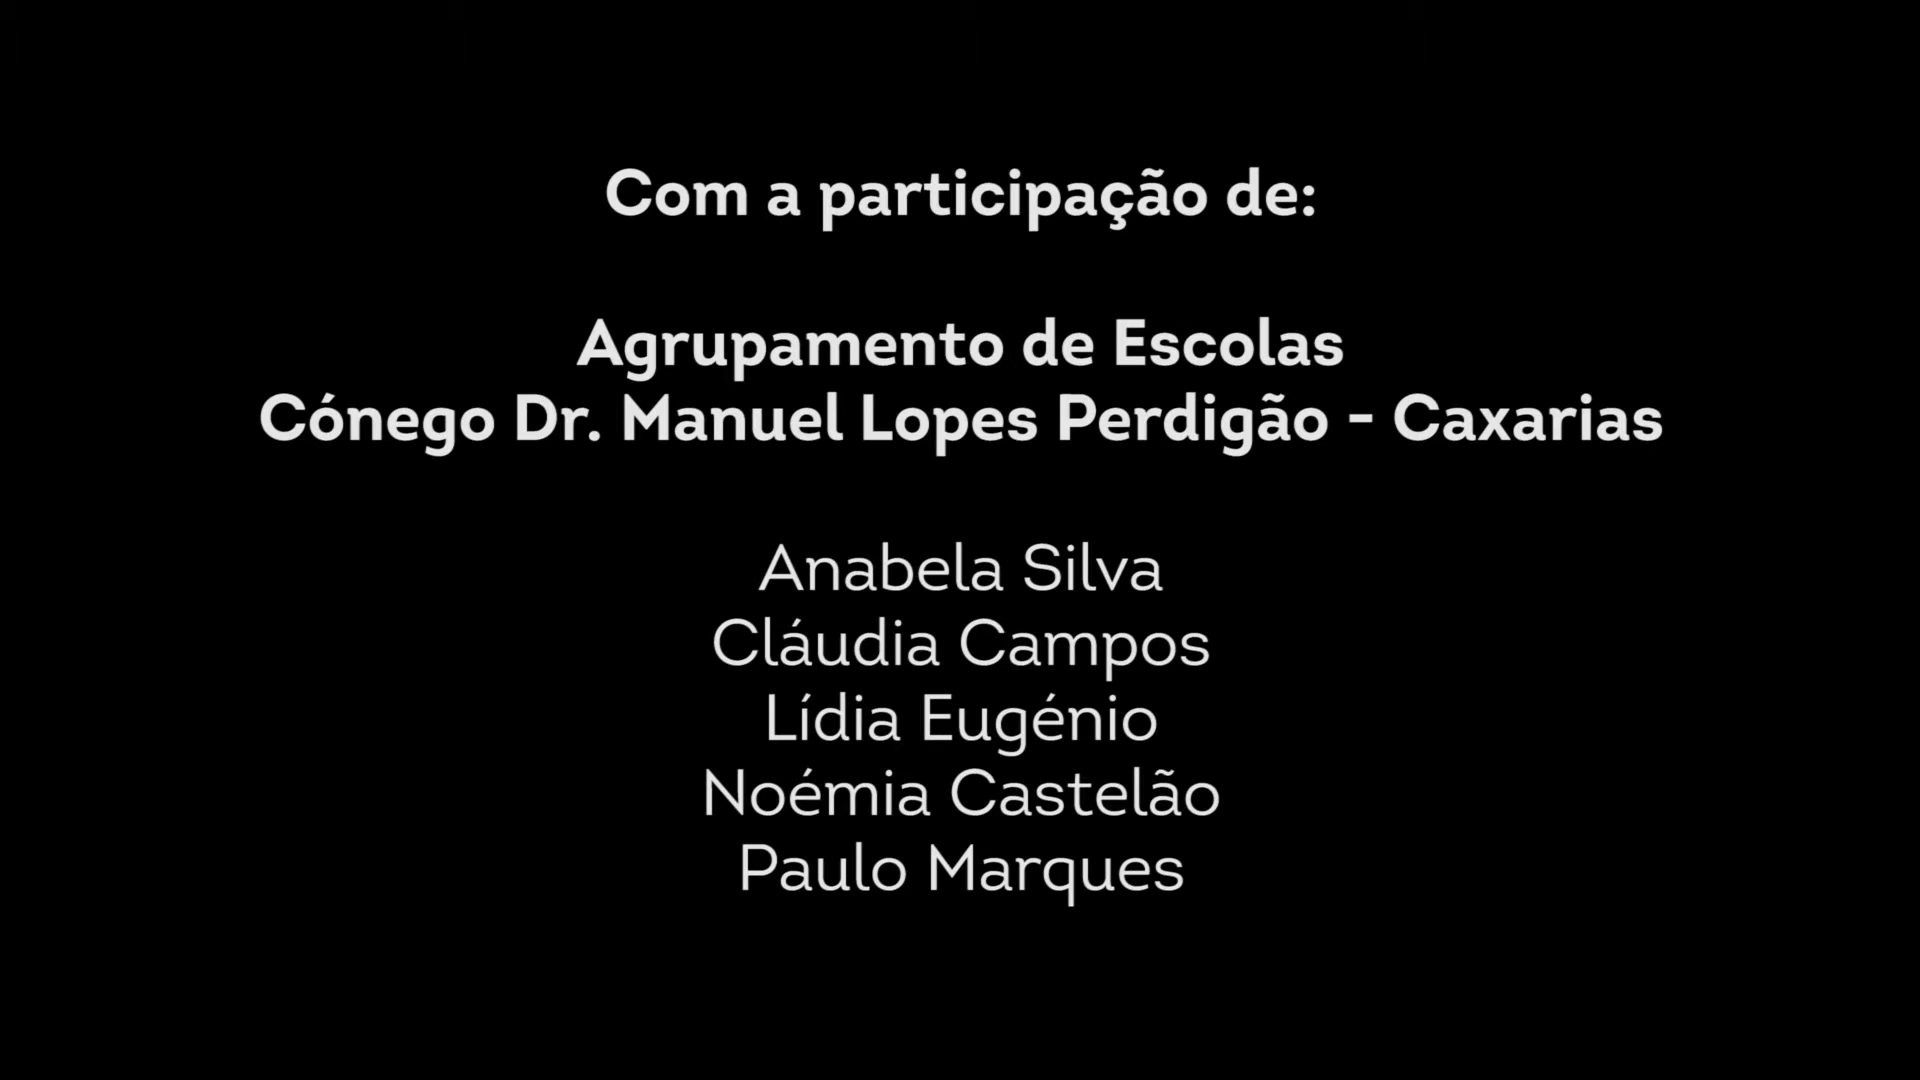 Com a participação de:
Agrupamento de Escolas
Cónego Dr. Manuel Lopes Perdigão - Caxarias
Anabela Silva
Cláudia Campos
Lídia Eugénio
Noémia Castelão
Paulo Marques